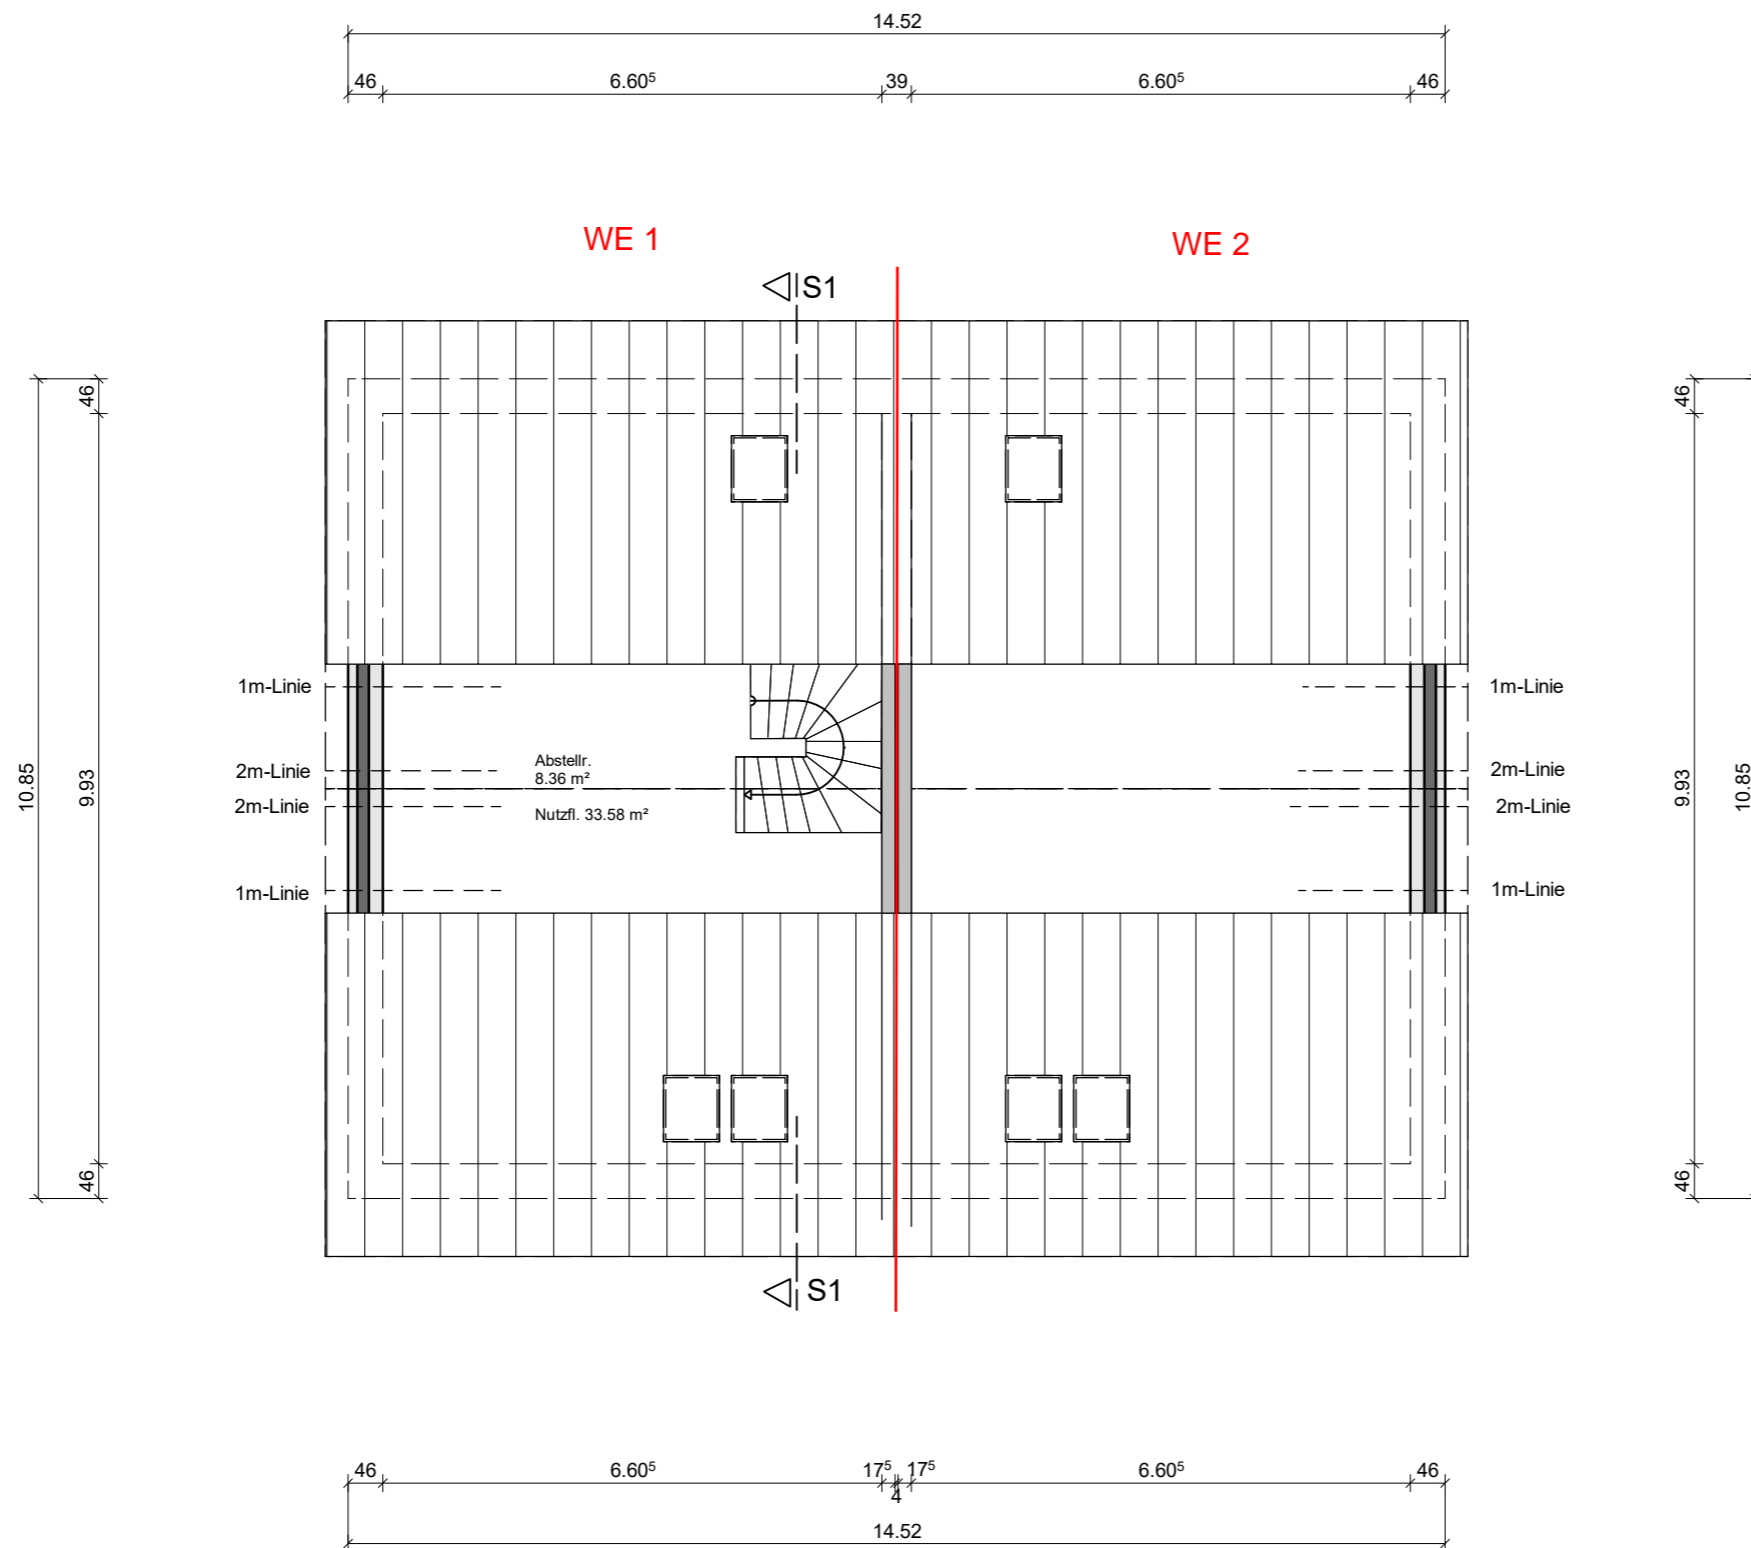 14.52
46 6.60⁵ 39 6.60⁵ 46
WE 1 WE 2
S1
46 46
1m-Linie 1m-Linie
2m-Linie 2m-Linie
Abstellr.
8.36 m²
10.85 9.93 9.93 10.85
2m-Linie 2m-Linie
Nutzfl. 33.58 m²
1m-Linie 1m-Linie
46 46
S1
46 6.60⁵ 17⁵ 4 17⁵ 6.60⁵ 46
14.52